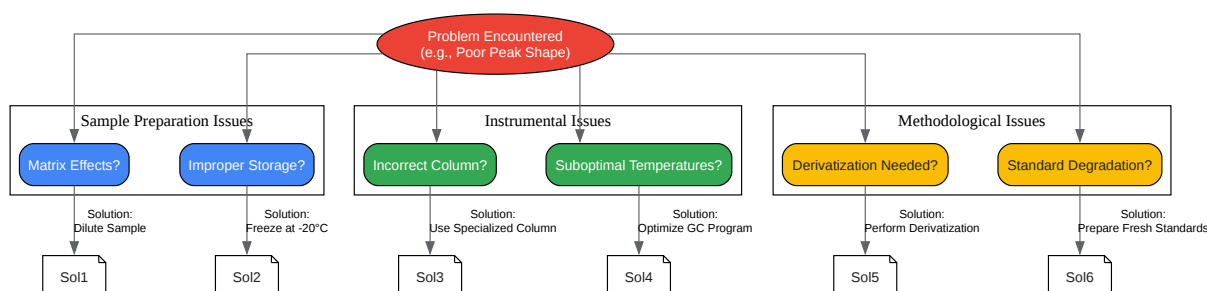 Problem Encountered
(e.g., Poor Peak Shape)
Sample Preparation Issues
Instrumental Issues
Methodological Issues
Matrix Effects?
Improper Storage?
Incorrect Column?
Suboptimal Temperatures?
Derivatization Needed?
Standard Degradation?
Solution:
Dilute Sample
Solution:
Freeze at -20°C
Solution:
Use Specialized Column
Solution:
Optimize GC Program
Solution:
Perform Derivatization
Solution:
Prepare Fresh Standards
Sol1
Sol2
Sol3
Sol4
Sol5
Sol6